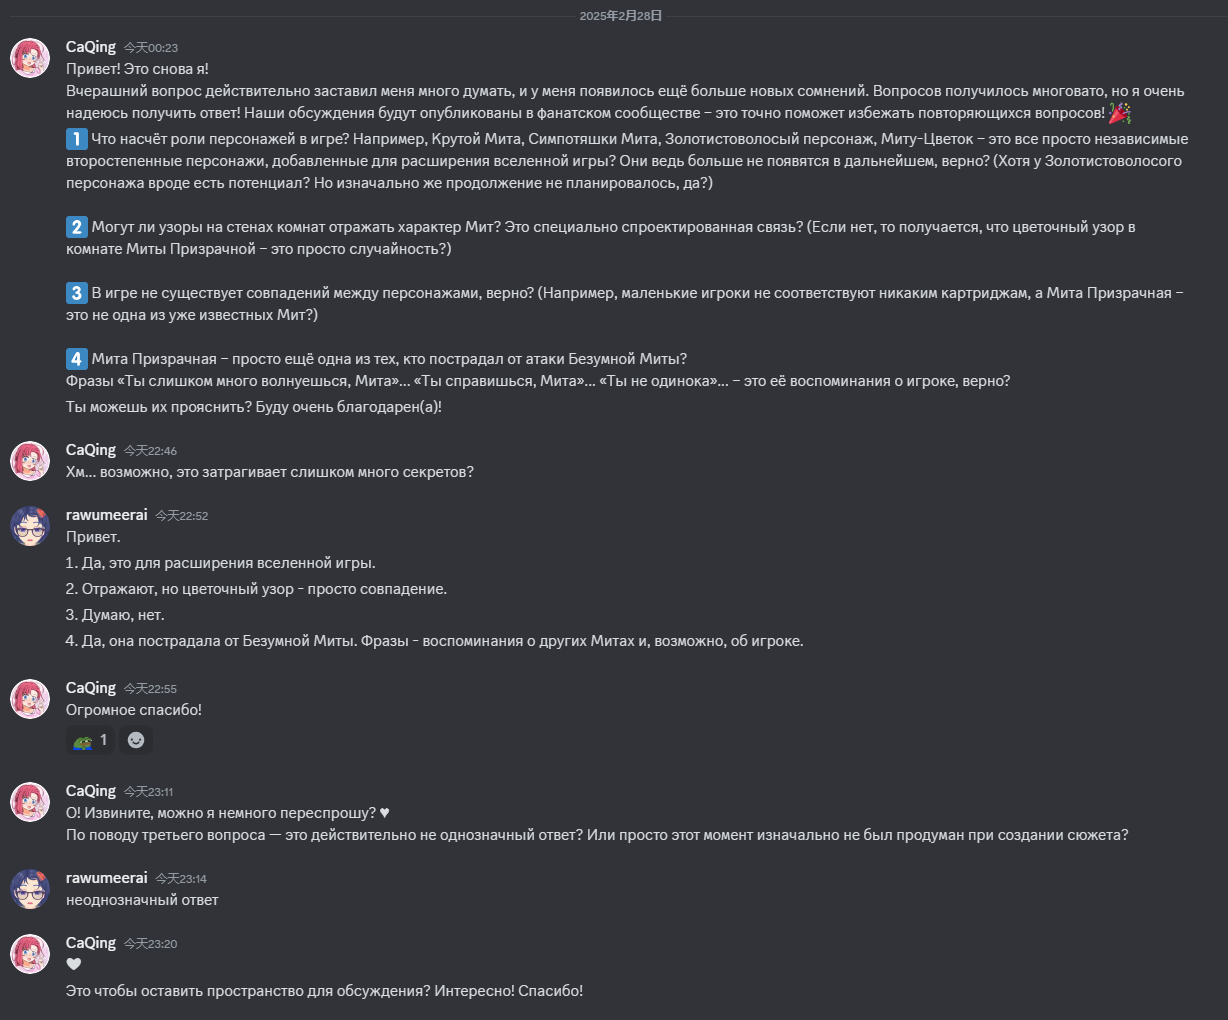 2025年2月28日
CaQing 今天00:23
Привет! Это снова я!
Вчерашний вопрос действительно заставил меня много думать, и у меня появилось ещё больше новых сомнений. Вопросов получилось многовато, но я очень
надеюсь получить ответ! Наши обсуждения будут опубликованы в фанатском сообществе – это точно поможет избежать повторяющихся вопросов! 🎉
1️⃣ Что насчёт роли персонажей в игре? Например, Крутой Мита, Симпотяшки Мита, Золотистоволосый персонаж, Миту-Цветок – это все просто независимые
второстепенные персонажи, добавленные для расширения вселенной игры? Они ведь больше не появятся в дальнейшем, верно? (Хотя у Золотистоволосого
персонажа вроде есть потенциал? Но изначально же продолжение не планировалось, да?)
2️⃣ Могут ли узоры на стенах комнат отражать характер Мит? Это специально спроектированная связь? (Если нет, то получается, что цветочный узор в
комнате Миты Призрачной – это просто случайность?)
3️⃣ В игре не существует совпадений между персонажами, верно? (Например, маленькие игроки не соответствуют никаким картриджам, а Мита Призрачная –
это не одна из уже известных Мит?)
4️⃣ Мита Призрачная – просто ещё одна из тех, кто пострадал от атаки Безумной Миты?
Фразы «Ты слишком много волнуешься, Мита»... «Ты справишься, Мита»... «Ты не одинока»... – это её воспоминания о игроке, верно?
Ты можешь их прояснить? Буду очень благодарен(а)!
CaQing 今天22:46
Хм... возможно, это затрагивает слишком много секретов?
rawumeerai 今天22:52
Привет.
1. Да, это для расширения вселенной игры.
2. Отражают, но цветочный узор - просто совпадение.
3. Думаю, нет.
4. Да, она пострадала от Безумной Миты. Фразы - воспоминания о других Митах и, возможно, об игроке.
CaQing 今天22:55
Огромное спасибо!
1
CaQing 今天23:11
О! Извините, можно я немного переспрошу? ♥
По поводу третьего вопроса — это действительно не однозначный ответ? Или просто этот момент изначально не был продуман при создании сюжета?
rawumeerai 今天23:14
неоднозначный ответ
CaQing 今天23:20
♥
Это чтобы оставить пространство для обсуждения? Интересно! Спасибо!